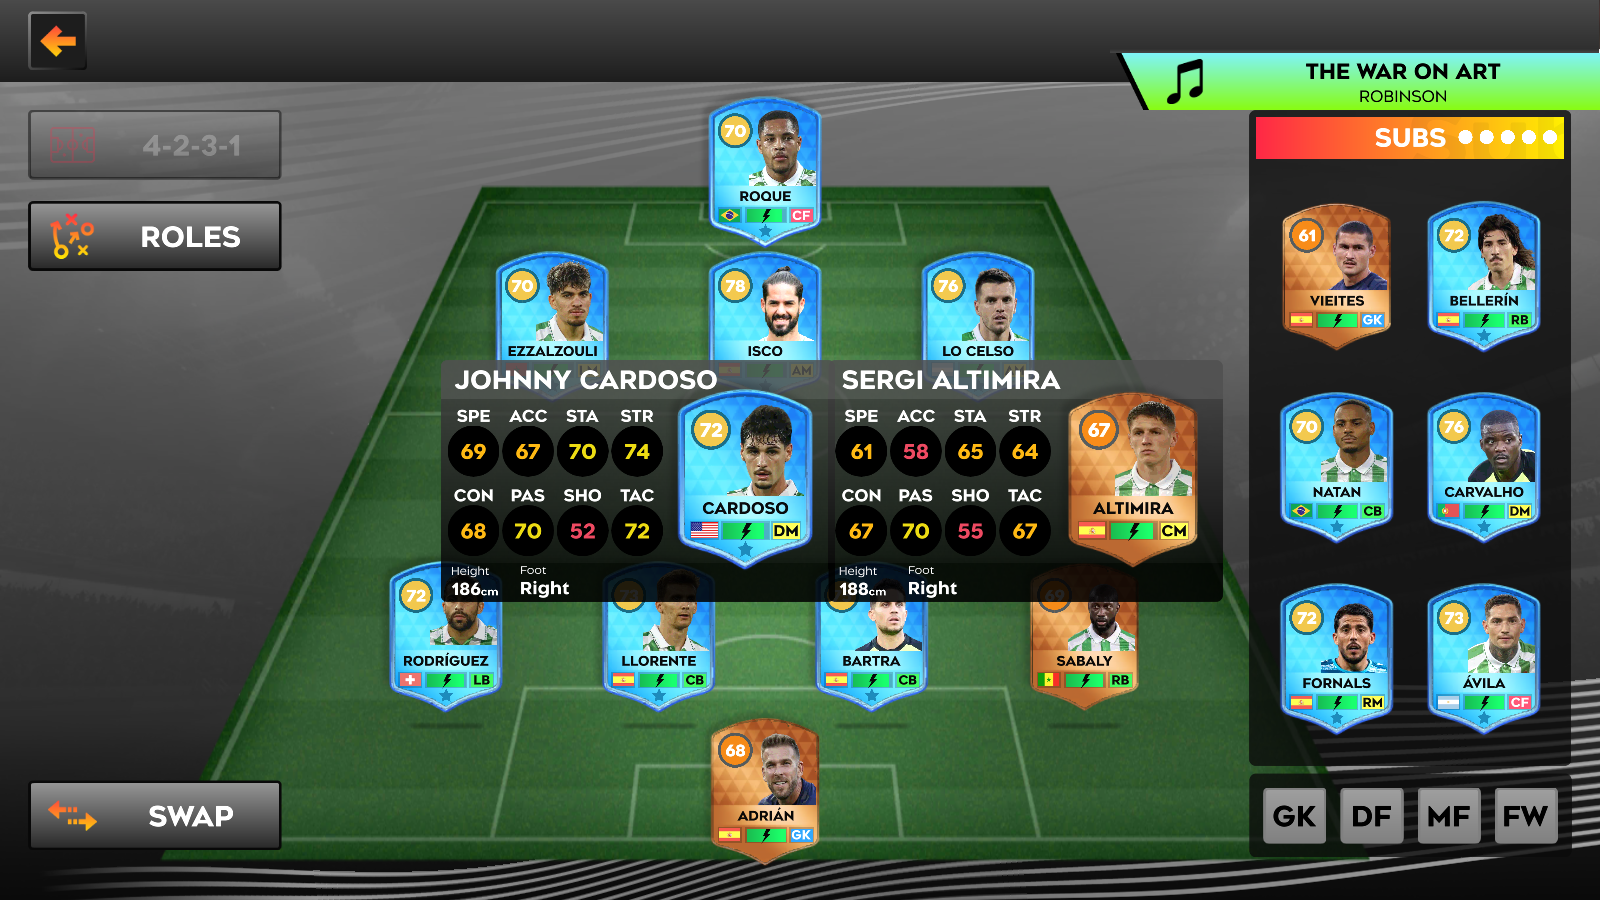 THE WAR ON ART
ROBINSON
4-2-3-1
ROLES
SWAP
70
ROQUE
CF
70
EZZALZOULI
78
ISCO
AM
76
LO CELSO
AM
JOHNNY CARDOSO
SPE ACC STA STR
69 67 70 74
CON PAS SHO TAC
68 70 52 72
Height Foot
186cm Right
72
CARDOSO
DM
SERGI ALTIMIRA
SPE ACC STA STR
61 58 65 64
CON PAS SHO TAC
67 70 55 67
Height Foot
188cm Right
67
ALTIMIRA
CM
72
RODRÍGUEZ
LB
73
LLORENTE
CB
BARTRA
CB
69
SABALY
RB
68
ADRIÁN
GK
SUBS
61
VIEITES
GK
72
BELLERÍN
RB
70
NATAN
CB
76
CARVALHO
DM
72
FORNALS
RM
73
ÁVILA
CF
GK DF MF FW